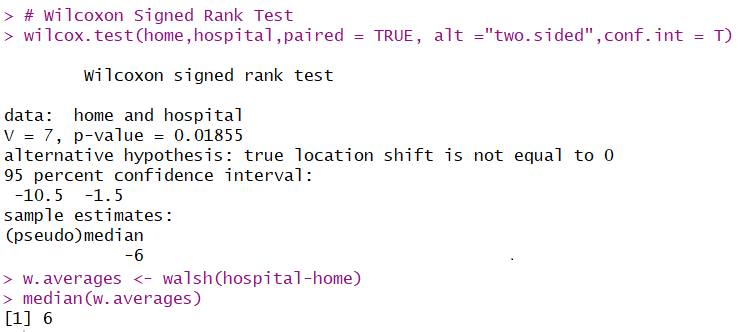 > # Wilcoxon Signed Rank Test
> wilcox.test(home,hospital,paired = TRUE, alt ="two.sided",conf.int = T)
Wilcoxon signed rank test
data:  home and hospital
V = 7, p-value = 0.01855
alternative hypothesis: true location shift is not equal to 0
95 percent confidence interval:
-10.5  -1.5
sample estimates:
(pseudo)median
-6
> w.averages <- walsh(hospital-home)
> median(w.averages)
[1] 6